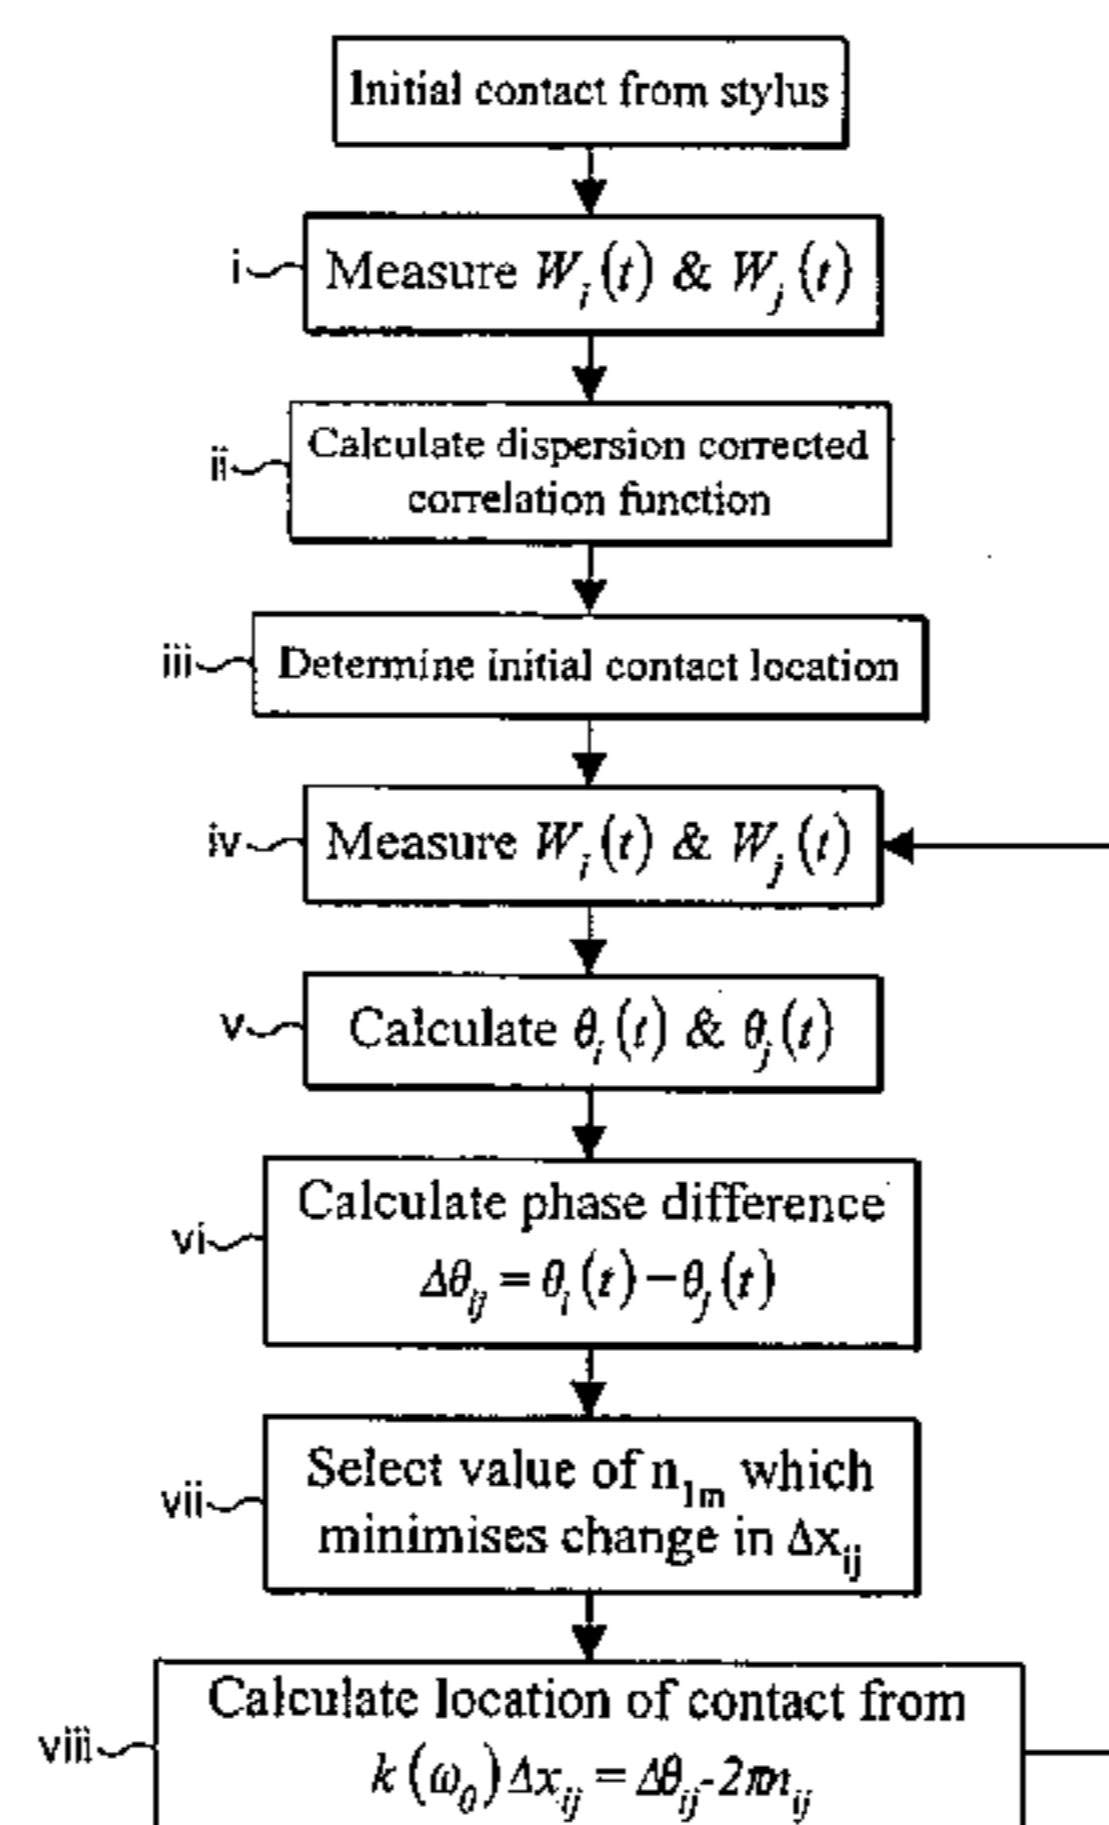 Initial contact from stylus
i Measure W_i(t) & W_j(t)
ii Calculate dispersion corrected
correlation function
iii Determine initial contact location
iv Measure W_i(t) & W_j(t)
v Calculate θ_i(t) & θ_j(t)
vi Calculate phase difference
Δθ_ij = θ_i(t) − θ_j(t)
vii Select value of n_1m which
minimises change in Δx_ij
viii Calculate location of contact from
k(ω_0)Δx_ij = Δθ_ij-2πn_ij